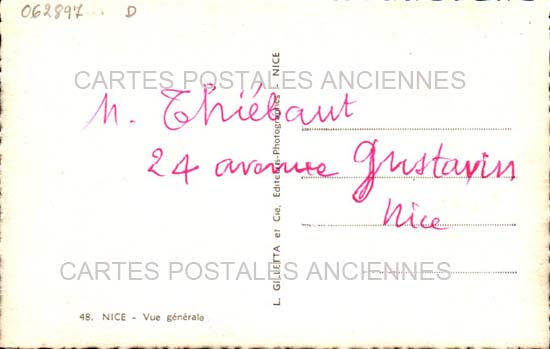 062897 D
CARTES POSTALES ANCIENNES
M. Thiébaut
24 avenue Gustavin
Nice
L. GILLETTA et Cie, Editeurs-Photographes - NICE
CARTES POSTALES ANCIENNES
48. NICE - Vue générale